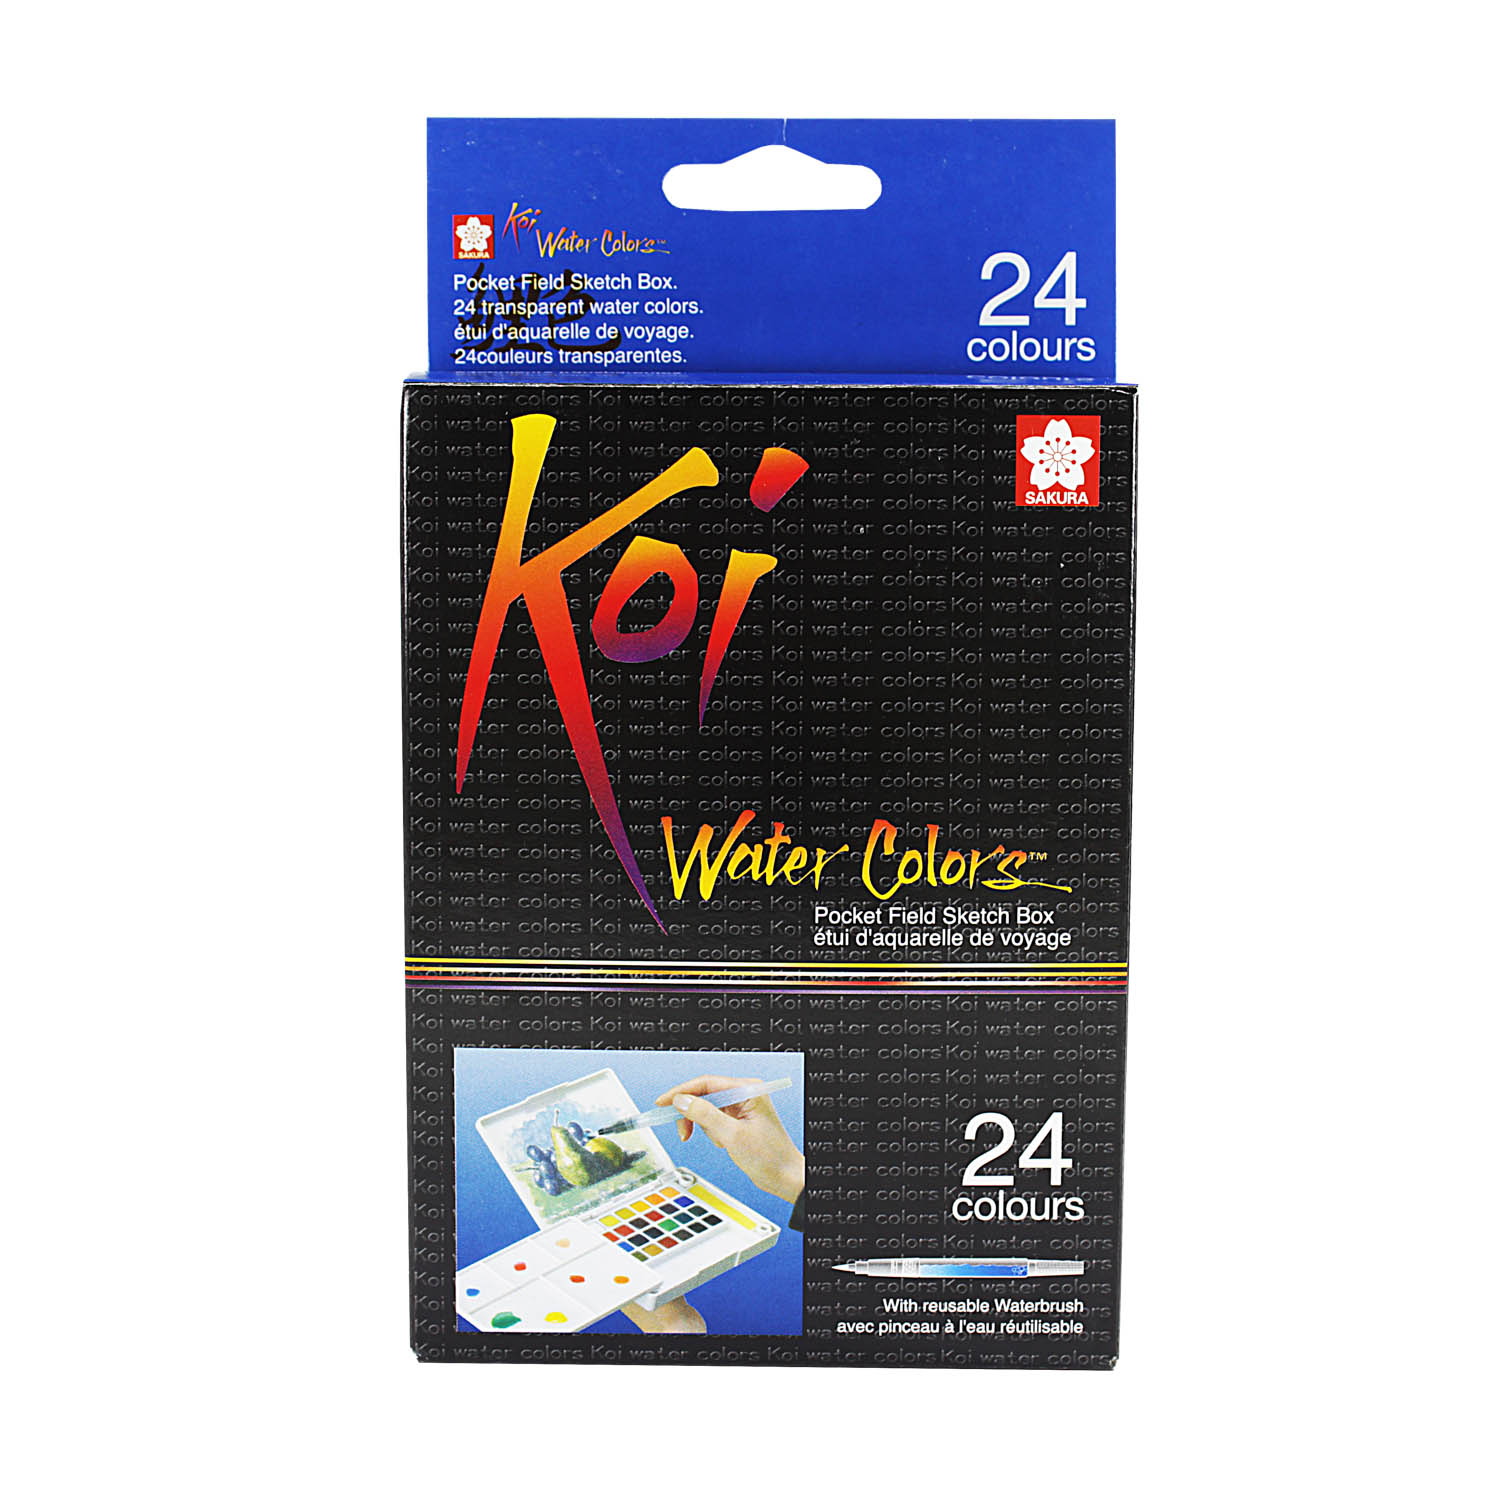 Koi
Water Colors™
SAKURA
Pocket Field Sketch Box.
24 transparent water colors.
étui d'aquarelle de voyage.
24couleurs transparentes.
24
colours
Koi
SAKURA
Water Colors™
Pocket Field Sketch Box
étui d'aquarelle de voyage
24
colours
With reusable Waterbrush
avec pinceau à l'eau réutilisable